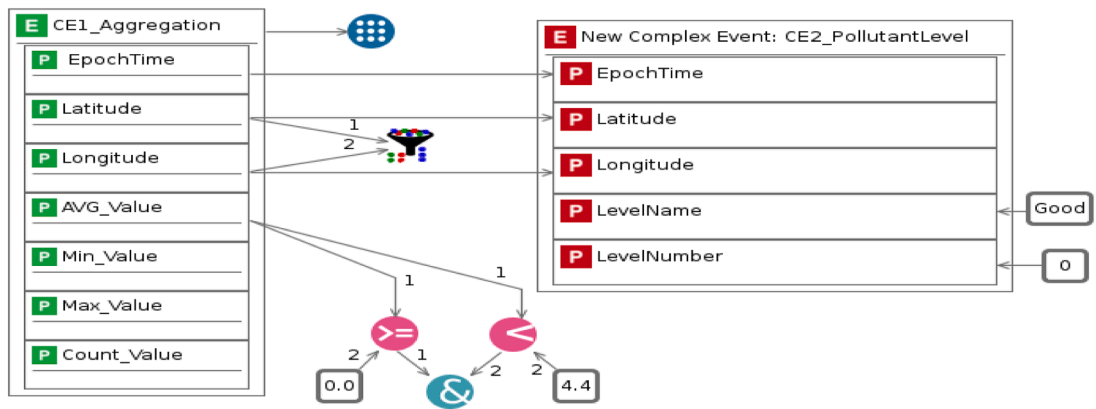 E CE1_Aggregation
P EpochTime
P Latitude
P Longitude
P AVG_Value
P Min_Value
P Max_Value
P Count_Value
1
2
1
1
>=
<
2
1
2
2
0.0
&
4.4
E New Complex Event: CE2_PollutantLevel
P EpochTime
P Latitude
P Longitude
P LevelName
P LevelNumber
Good
0